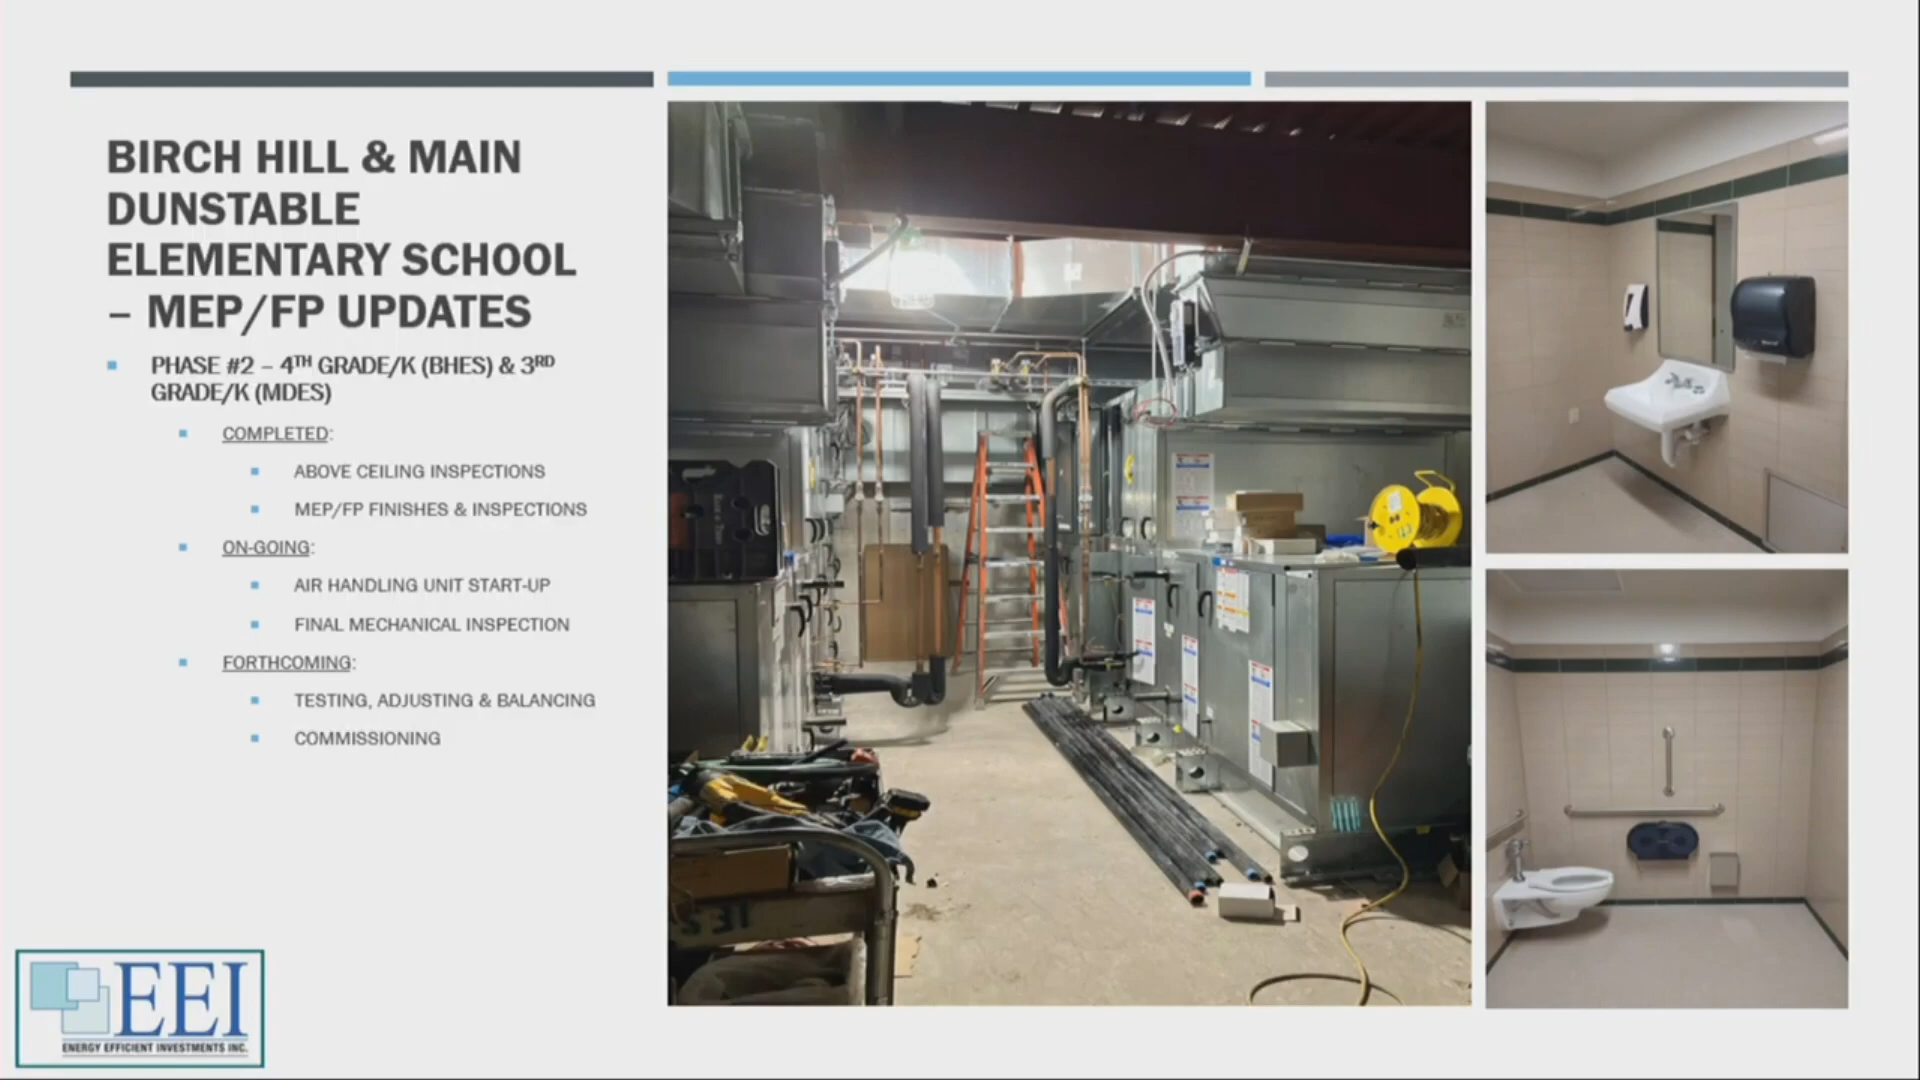 BIRCH HILL & MAIN
DUNSTABLE
ELEMENTARY SCHOOL
– MEP/FP UPDATES
PHASE #2 – 4TH GRADE/K (BHES) & 3RD
GRADE/K (MDES)
COMPLETED:
ABOVE CEILING INSPECTIONS
MEP/FP FINISHES & INSPECTIONS
ON-GOING:
AIR HANDLING UNIT START-UP
FINAL MECHANICAL INSPECTION
FORTHCOMING:
TESTING, ADJUSTING & BALANCING
COMMISSIONING
EEI
ENERGY EFFICIENT INVESTMENTS INC.